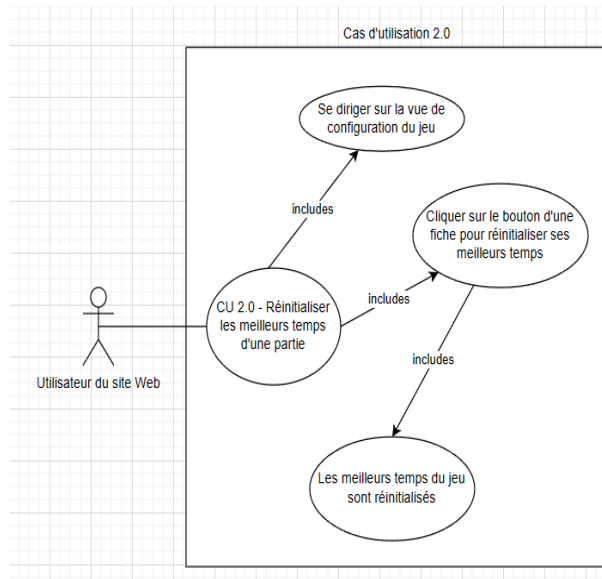 Cas d'utilisation 2.0
Se diriger sur la vue de
configuration du jeu
includes
Cliquer sur le bouton d'une
fiche pour réinitialiser ses
meilleurs temps
CU 2.0 - Réinitialiser
les meilleurs temps
d'une partie
includes
includes
Utilisateur du site Web
Les meilleurs temps du jeu
sont réinitialisés